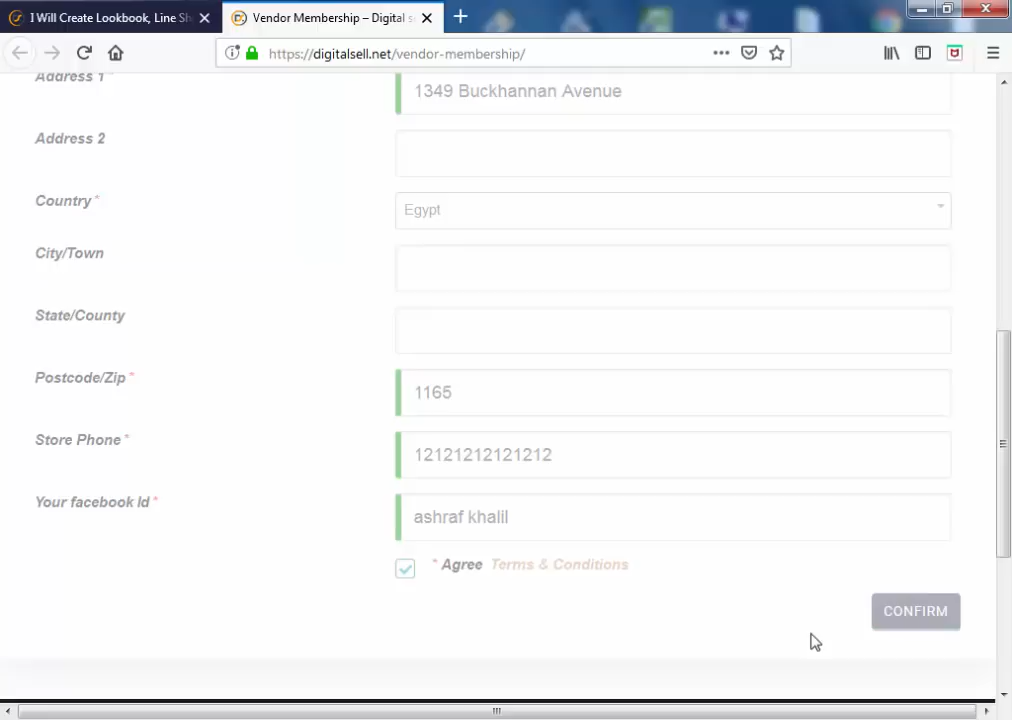 I Will Create Lookbook, Line Sh
Vendor Membership – Digital s
https://digitalsell.net/vendor-membership/
Address 1 *
1349 Buckhannan Avenue
Address 2
Country *
Egypt
City/Town
State/County
Postcode/Zip *
1165
Store Phone *
12121212121212
Your facebook Id *
ashraf khalil
* Agree Terms & Conditions
CONFIRM